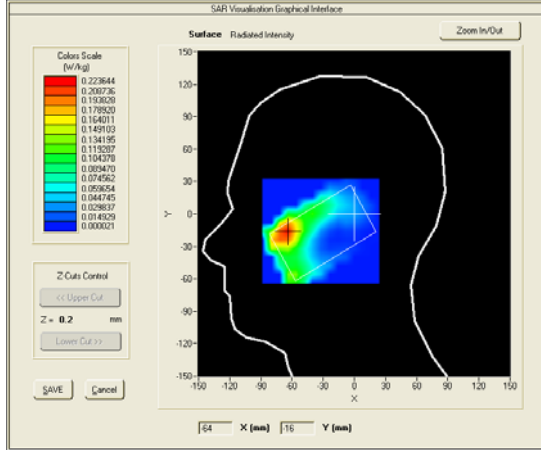 SAR Visualisation Graphical Interface
Surface Radiated Intensity
Zoom In/Out
Colors Scale
(W/kg)
0.223644
0.208736
0.193828
0.178920
0.164011
0.149103
0.134195
0.119287
0.104378
0.089470
0.074562
0.059654
0.044745
0.029837
0.014929
0.000021
Z Cuts Control
<< Upper Cut
Z = 0.2 mm
Lower Cut >>
SAVE
Cancel
150
120
90
60
30
0
-30
-60
-90
-120
-150
Y
-150 -120 -90 -60 -30 0 30 60 90 120 150
X
-64 X (mm) -16 Y (mm)